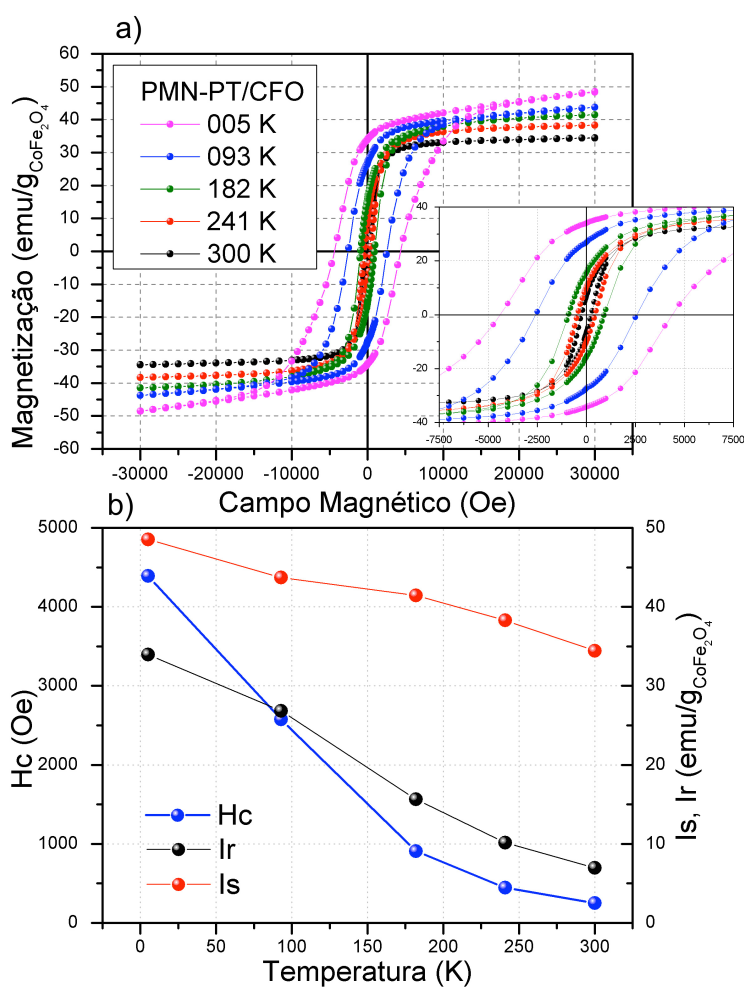 a)
Magnetização (emu/gCoFe2O4)
60
50
40
30
20
10
0
-10
-20
-30
-40
-50
-60
PMN-PT/CFO
005 K
093 K
182 K
241 K
300 K
40
20
0
-20
-40
-7500 -5000 -2500 0 2500 5000 7500
-30000 -20000 -10000 0 10000 20000 30000
Campo Magnético (Oe)
b)
Hc (Oe)
5000
4000
3000
2000
1000
0
Hc
Ir
Is
50
40
30
20
10
0
Is, Ir (emu/gCoFe2O4)
0 50 100 150 200 250 300
Temperatura (K)